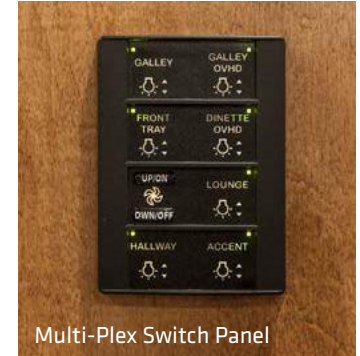 GALLEY
GALLEY
OVHD
FRONT
TRAY
DINETTE
OVHD
UP/ON
DWN/OFF
LOUNGE
HALLWAY
ACCENT
Multi-Plex Switch Panel